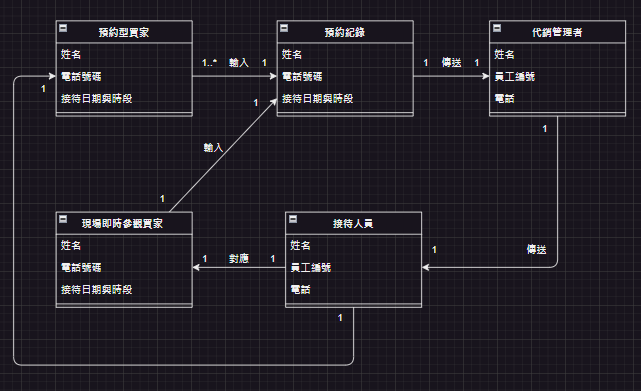 預約型買家
姓名
電話號碼
接待日期與時段
1
1..*
輸入
1
預約紀錄
姓名
電話號碼
接待日期與時段
1
傳送
1
代銷管理者
姓名
員工編號
電話
1
輸入
1
1
現場即時參觀買家
姓名
電話號碼
接待日期與時段
1
對應
1
接待人員
姓名
員工編號
電話
1
傳送
1